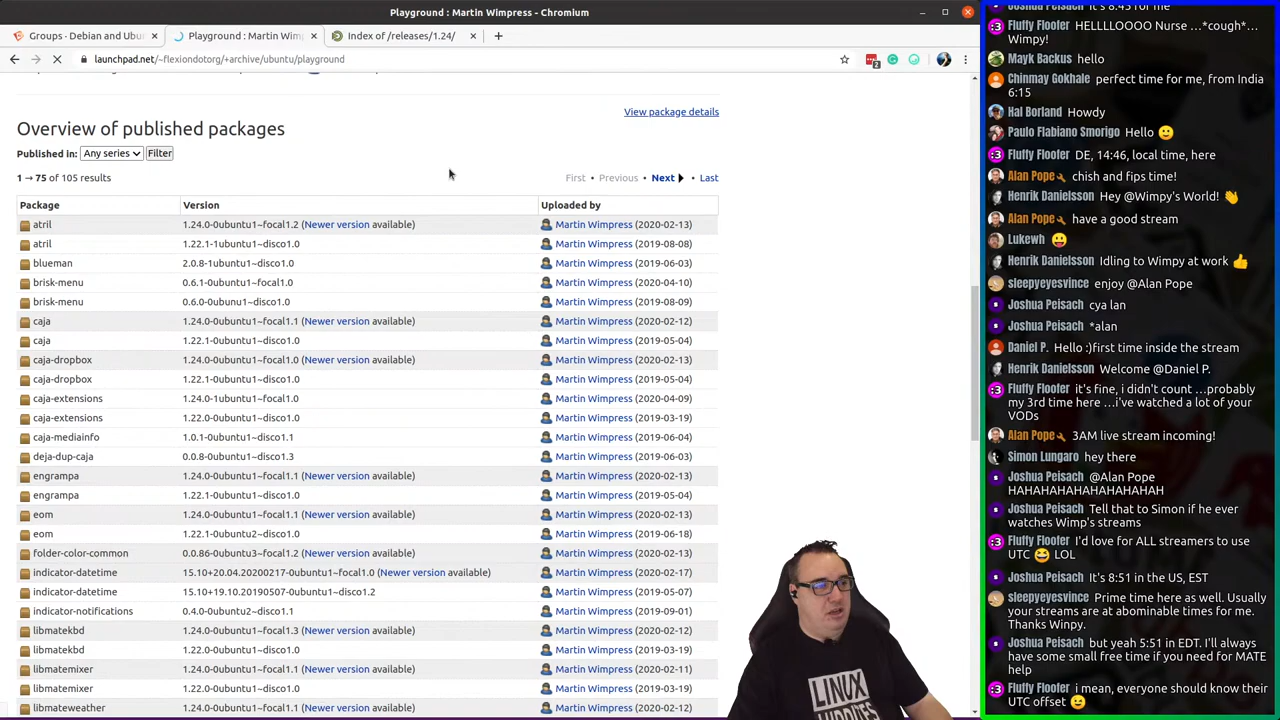 Playground : Martin Wimpress - Chromium
Groups - Debian and Ubu
Playground : Martin Wim
Index of /releases/1.24/
launchpad.net/~flexiondotorg/+archive/ubuntu/playground
2
View package details
Overview of published packages
Published in: Any series Filter
1 → 75 of 105 results
First • Previous • Next • Last
Package Version Uploaded by
atril 1.24.0-0ubuntu1~focal1.2 (Newer version available) Martin Wimpress (2020-02-13)
atril 1.22.1-1ubuntu1~disco1.0 Martin Wimpress (2019-08-08)
blueman 2.0.8-1ubuntu1~disco1.0 Martin Wimpress (2019-06-03)
brisk-menu 0.6.1-0ubuntu1~focal1.0 Martin Wimpress (2020-04-10)
brisk-menu 0.6.0-0ubunu1~disco1.0 Martin Wimpress (2019-08-09)
caja 1.24.0-0ubuntu1~focal1.1 (Newer version available) Martin Wimpress (2020-02-12)
caja 1.22.1-0ubuntu1~disco1.0 Martin Wimpress (2019-05-04)
caja-dropbox 1.24.0-0ubuntu1~focal1.0 (Newer version available) Martin Wimpress (2020-02-13)
caja-dropbox 1.22.1-0ubuntu1~disco1.0 Martin Wimpress (2019-05-04)
caja-extensions 1.24.0-1ubuntu1~focal1.0 Martin Wimpress (2020-04-09)
caja-extensions 1.22.0-0ubuntu1~disco1.0 Martin Wimpress (2019-03-19)
caja-mediainfo 1.0.1-0ubuntu1~disco1.1 Martin Wimpress (2019-06-04)
deja-dup-caja 0.0.8-0ubuntu1~disco1.3 Martin Wimpress (2019-06-03)
engrampa 1.24.0-0ubuntu1~focal1.1 (Newer version available) Martin Wimpress (2020-02-13)
engrampa 1.22.1-0ubuntu1~disco1.0 Martin Wimpress (2019-05-04)
eom 1.24.0-1ubuntu1~focal1.1 (Newer version available) Martin Wimpress (2020-02-13)
eom 1.22.1-0ubuntu2~disco1.0 Martin Wimpress (2019-06-18)
folder-color-common 0.0.86-0ubuntu3~focal1.2 (Newer version available) Martin Wimpress (2020-02-13)
indicator-datetime 15.10+20.04.20200217-0ubuntu1~focal1.0 (Newer version available) Martin Wimpress (2020-02-17)
indicator-datetime 15.10+19.10.20190507-0ubuntu1~disco1.2 Martin Wimpress (2019-05-07)
indicator-notifications 0.4.0-0ubuntu2~disco1.1 Martin Wimpress (2019-09-01)
libmatekbd 1.24.0-0ubuntu1~focal1.3 (Newer version available) Martin Wimpress (2020-02-12)
libmatekbd 1.22.0-0ubuntu1~disco1.0 Martin Wimpress (2019-03-19)
libmatemixer 1.24.0-0ubuntu1~focal1.1 (Newer version available) Martin Wimpress (2020-02-11)
libmatemixer 1.22.0-0ubuntu1~disco1.0 Martin Wimpress (2019-03-19)
libmateweather 1.24.0-0ubuntu1~focal1.1 (Newer version available) Martin Wimpress (2020-02-12)
LINUX
Joshua Peisach It's 8:45 for me
Fluffy Floofer HELLLLOOOO Nurse …*cough*…
Wimpy!
Mayk Backus hello
Chinmay Gokhale perfect time for me, from India
6:15
Hal Borland Howdy
Paulo Flabiano Smorigo Hello 😀
Fluffy Floofer DE, 14:46, local time, here
Alan Pope chish and fips time!
Henrik Danielsson Hey @Wimpy's World! 👋
Alan Pope have a good stream
Lukewh 😛
Henrik Danielsson Idling to Wimpy at work 👍
sleepyeyesvince enjoy @Alan Pope
Joshua Peisach cya lan
Joshua Peisach *alan
Daniel P. Hello :)first time inside the stream
Henrik Danielsson Welcome @Daniel P.
Fluffy Floofer it's fine, i didn't count …probably
my 3rd time here …i've watched a lot of your
VODs
Alan Pope 3AM live stream incoming!
Simon Lungaro hey there
Joshua Peisach @Alan Pope
HAHAHAHAHAHAHAHAH
Joshua Peisach Tell that to Simon if he ever
watches Wimp's streams
Fluffy Floofer I'd love for ALL streamers to use
UTC 😆 LOL
Joshua Peisach It's 8:51 in the US, EST
sleepyeyesvince Prime time here as well. Usually
your streams are at abominable times for me.
Thanks Winpy.
Joshua Peisach but yeah 5:51 in EDT. I'll always
have some small free time if you need for MATE
help
Fluffy Floofer i mean, everyone should know their
UTC offset 😉